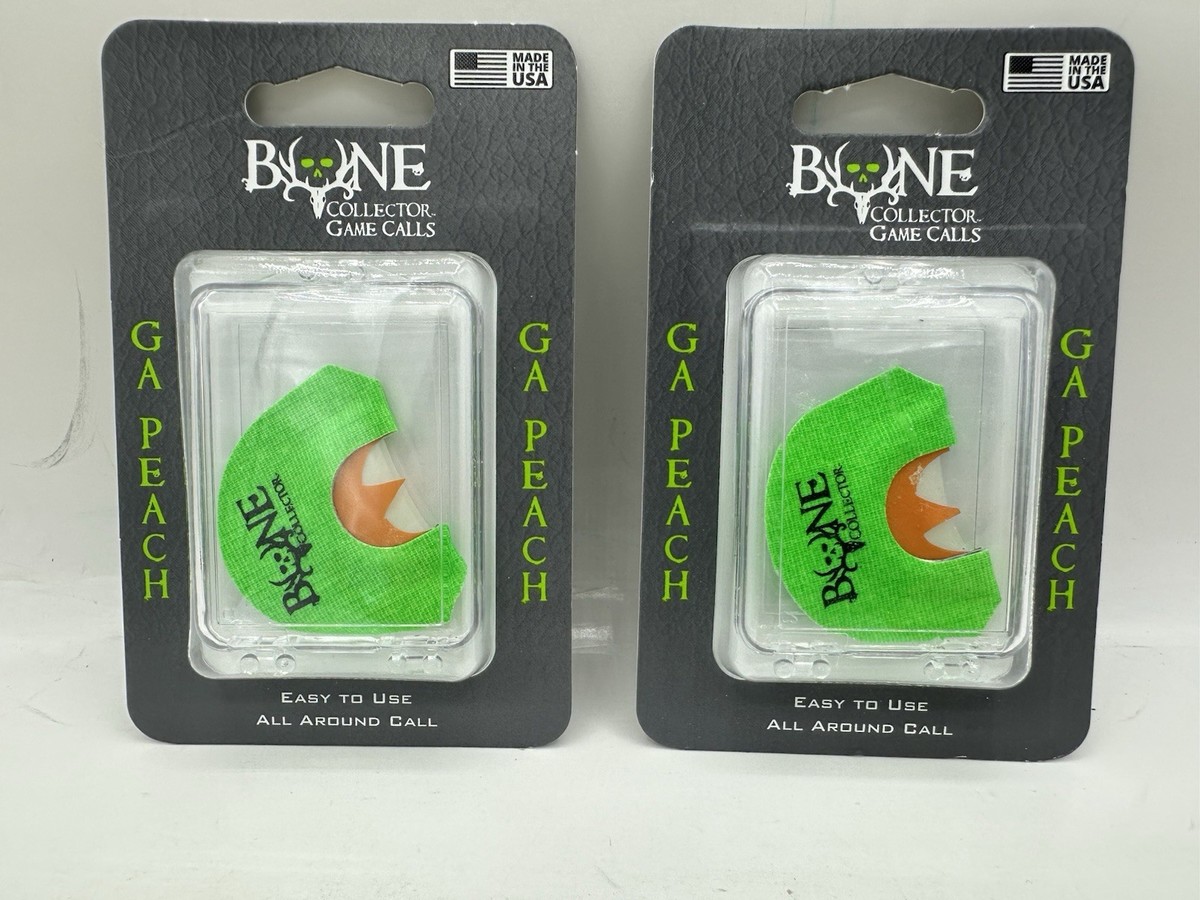 MADE
IN THE
USA
BONE
COLLECTOR™
GAME CALLS
GA PEACH
GA PEACH
BONE
COLLECTOR
EASY TO USE
ALL AROUND CALL
MADE
IN THE
USA
BONE
COLLECTOR™
GAME CALLS
GA PEACH
GA PEACH
BONE
COLLECTOR
EASY TO USE
ALL AROUND CALL